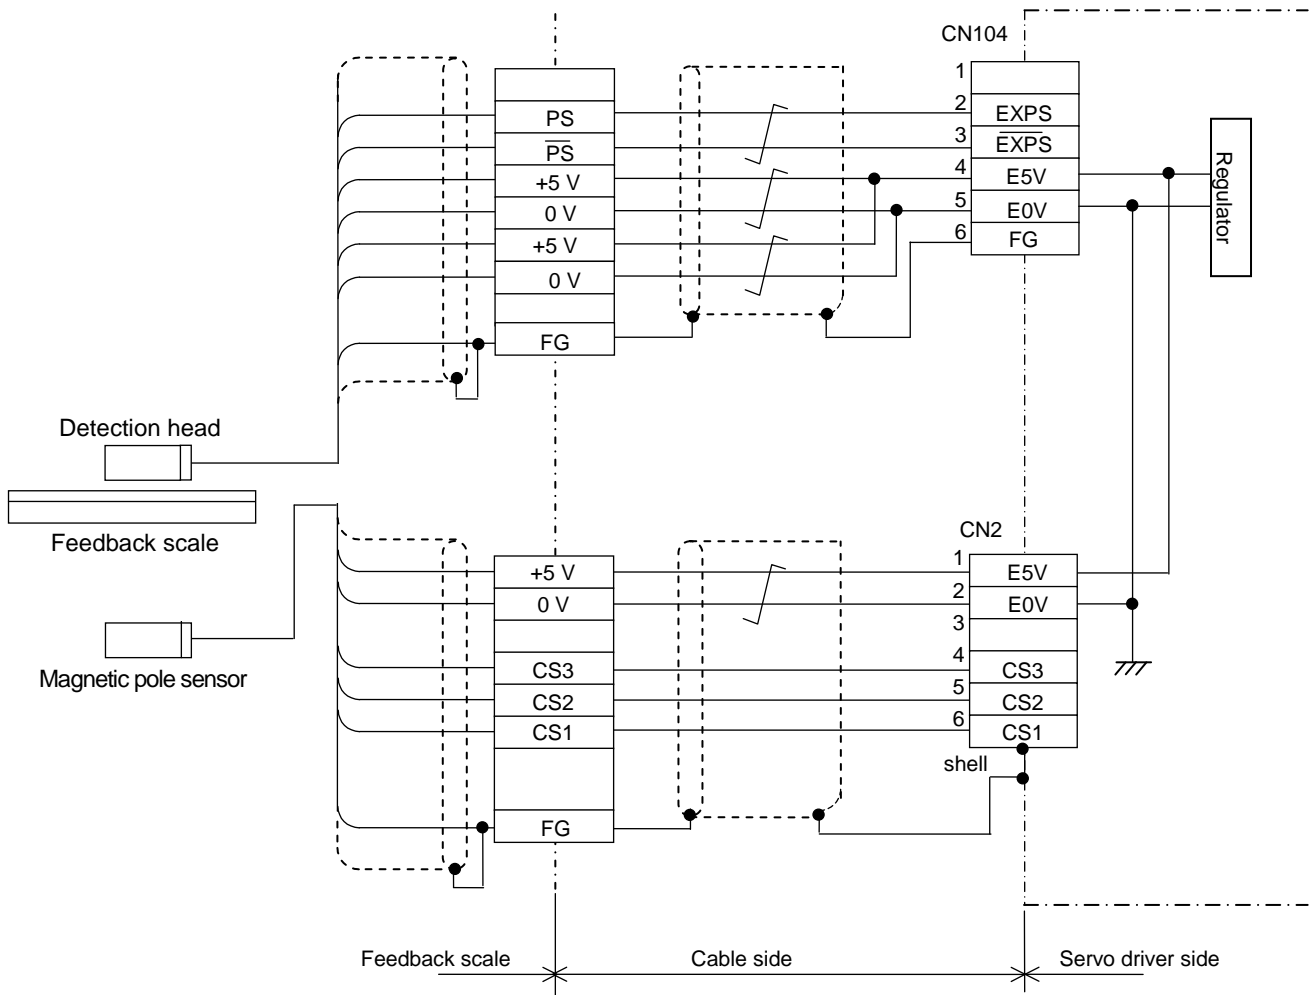 CN104
1
PS
2
EXPS
P̅S̅
3
E̅X̅P̅S̅
+5 V
4
E5V
0 V
5
E0V
+5 V
6
FG
0 V
FG
Regulator
Detection head
Feedback scale
CN2
+5 V
1
E5V
0 V
2
E0V
3
CS3
4
CS3
CS2
5
CS2
CS1
6
CS1
shell
FG
Magnetic pole sensor
Feedback scale
Cable side
Servo driver side